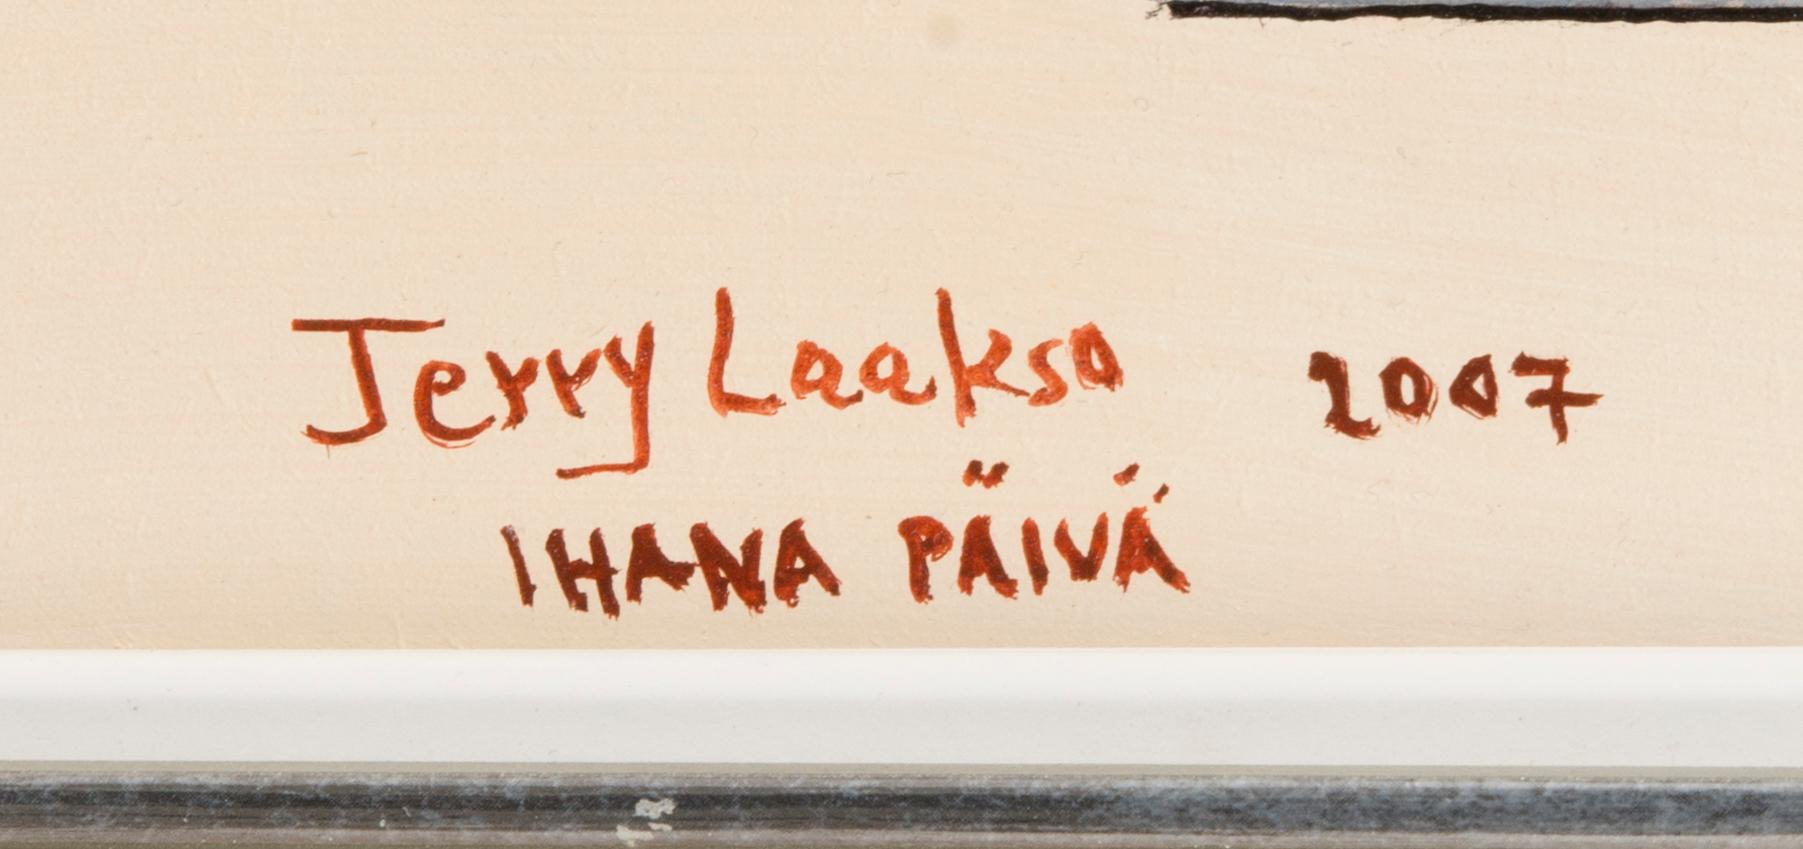 Jerry Laakso 2007
IHANA PÄIVÄ